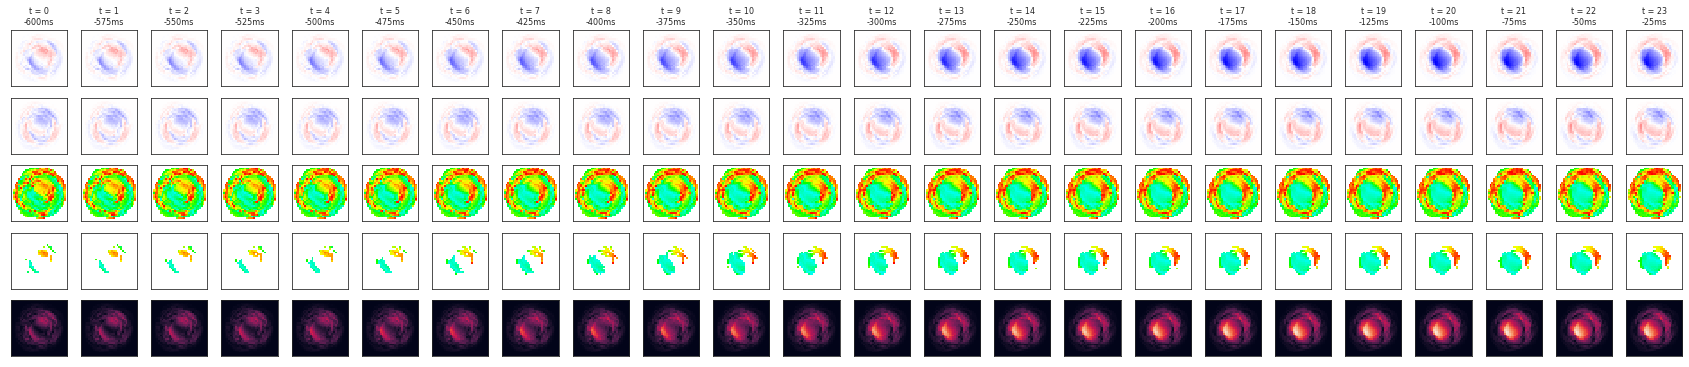 t = 0 t = 1 t = 2 t = 3 t = 4 t = 5 t = 6 t = 7 t = 8 t = 9 t = 10 t = 11 t = 12 t = 13 t = 14 t = 15 t = 16 t = 17 t = 18 t = 19 t = 20 t = 21 t = 22 t = 23
-600ms -575ms -550ms -525ms -500ms -475ms -450ms -425ms -400ms -375ms -350ms -325ms -300ms -275ms -250ms -225ms -200ms -175ms -150ms -125ms -100ms -75ms -50ms -25ms